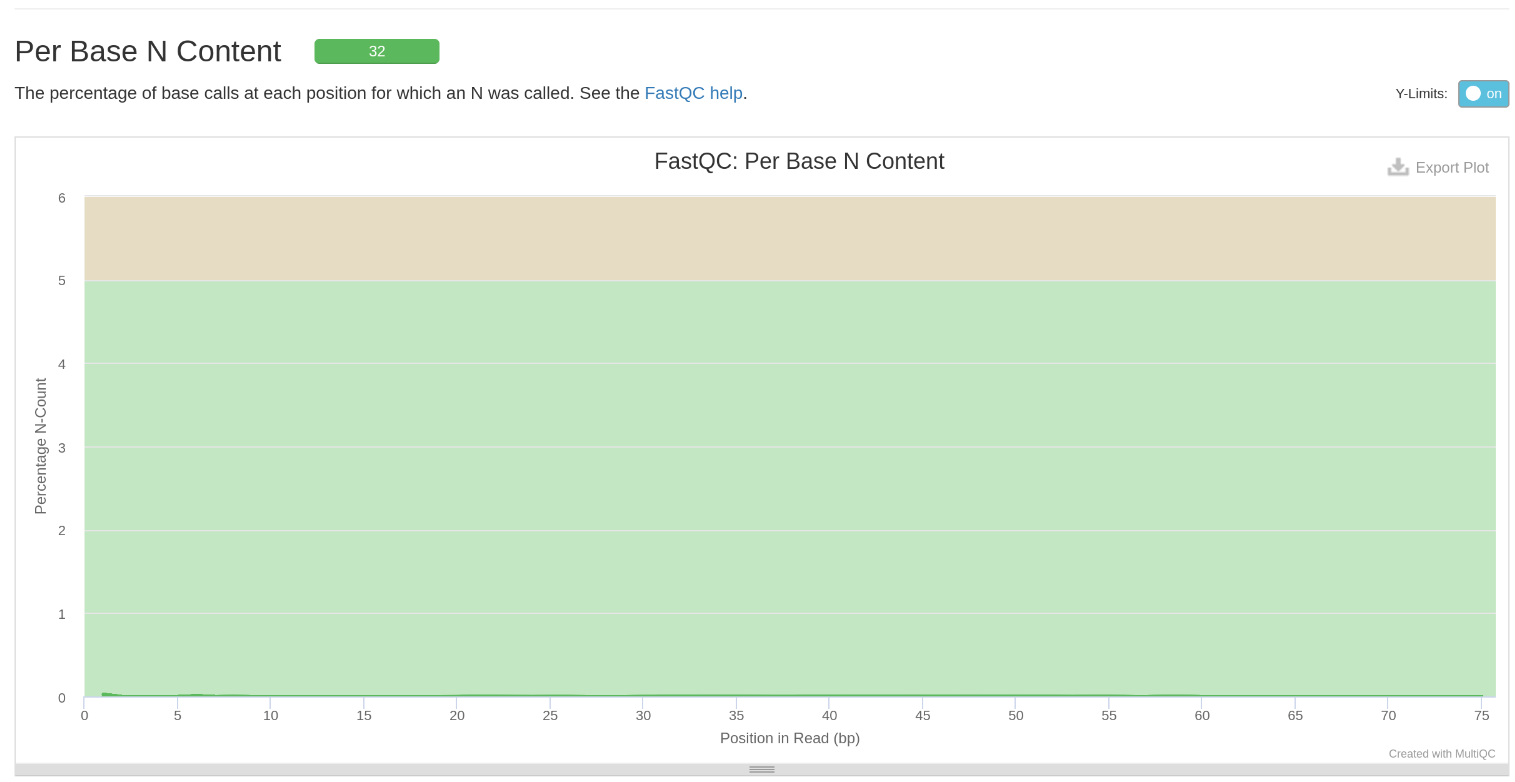 Per Base N Content 32
The percentage of base calls at each position for which an N was called. See the FastQC help.
Y-Limits: on
FastQC: Per Base N Content
Export Plot
Percentage N-Count
6
5
4
3
2
1
0
0 5 10 15 20 25 30 35 40 45 50 55 60 65 70 75
Position in Read (bp)
Created with MultiQC